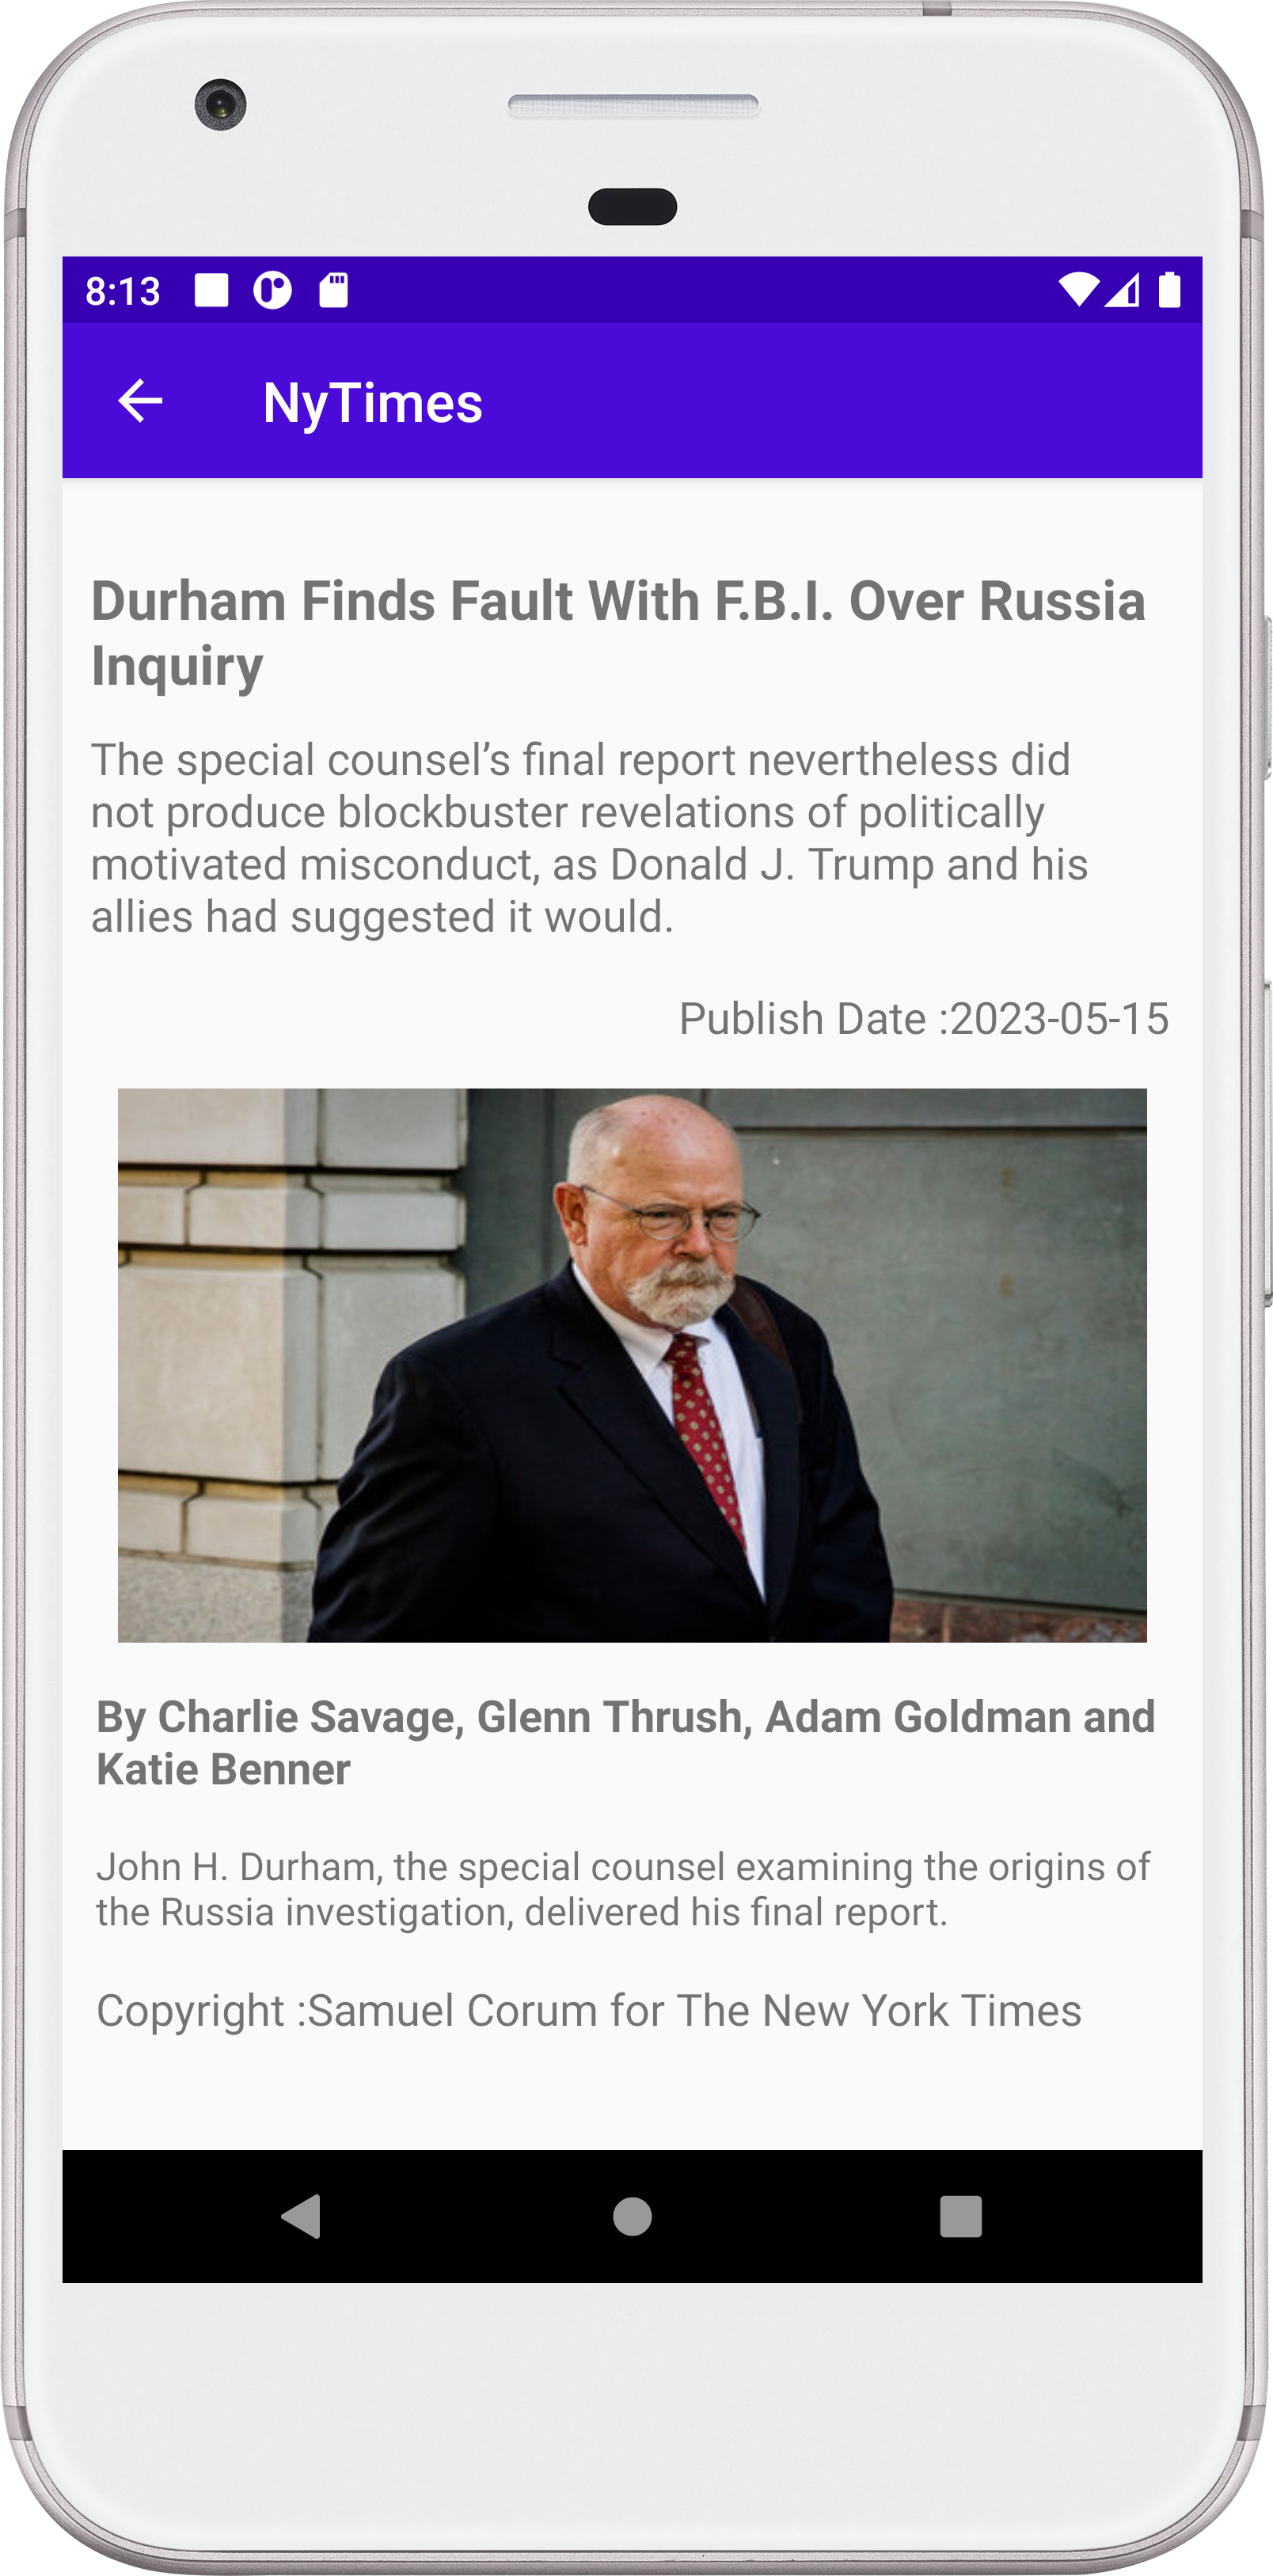 8:13
NyTimes
Durham Finds Fault With F.B.I. Over Russia
Inquiry
The special counsel’s final report nevertheless did
not produce blockbuster revelations of politically
motivated misconduct, as Donald J. Trump and his
allies had suggested it would.
Publish Date :2023-05-15
By Charlie Savage, Glenn Thrush, Adam Goldman and
Katie Benner
John H. Durham, the special counsel examining the origins of
the Russia investigation, delivered his final report.
Copyright :Samuel Corum for The New York Times